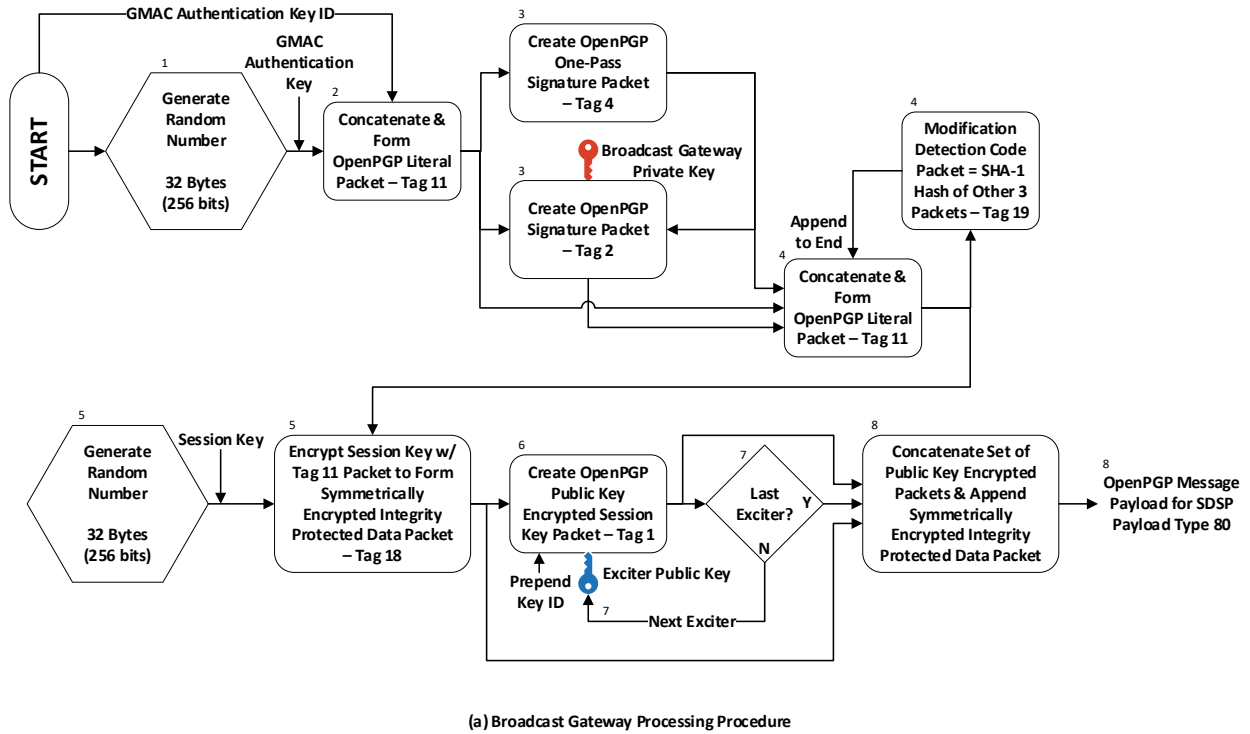 GMAC Authentication Key ID
START
1
Generate
Random
Number
32 Bytes
(256 bits)
GMAC
Authentication
Key
2
Concatenate &
Form
OpenPGP Literal
Packet – Tag 11
3
Create OpenPGP
One-Pass
Signature Packet
– Tag 4
Broadcast Gateway
Private Key
3
Create OpenPGP
Signature Packet
– Tag 2
4
Modification
Detection Code
Packet = SHA-1
Hash of Other 3
Packets – Tag 19
Append
to End
4
Concatenate &
Form
OpenPGP Literal
Packet – Tag 11
5
Generate
Random
Number
32 Bytes
(256 bits)
Session Key
5
Encrypt Session Key w/
Tag 11 Packet to Form
Symmetrically
Encrypted Integrity
Protected Data Packet
– Tag 18
6
Create OpenPGP
Public Key
Encrypted Session
Key Packet – Tag 1
Prepend
Key ID
Exciter Public Key
7
Last
Exciter?
Y
N
7
Next Exciter
8
Concatenate Set of
Public Key Encrypted
Packets & Append
Symmetrically
Encrypted Integrity
Protected Data Packet
8
OpenPGP Message
Payload for SDSP
Payload Type 80
(a) Broadcast Gateway Processing Procedure